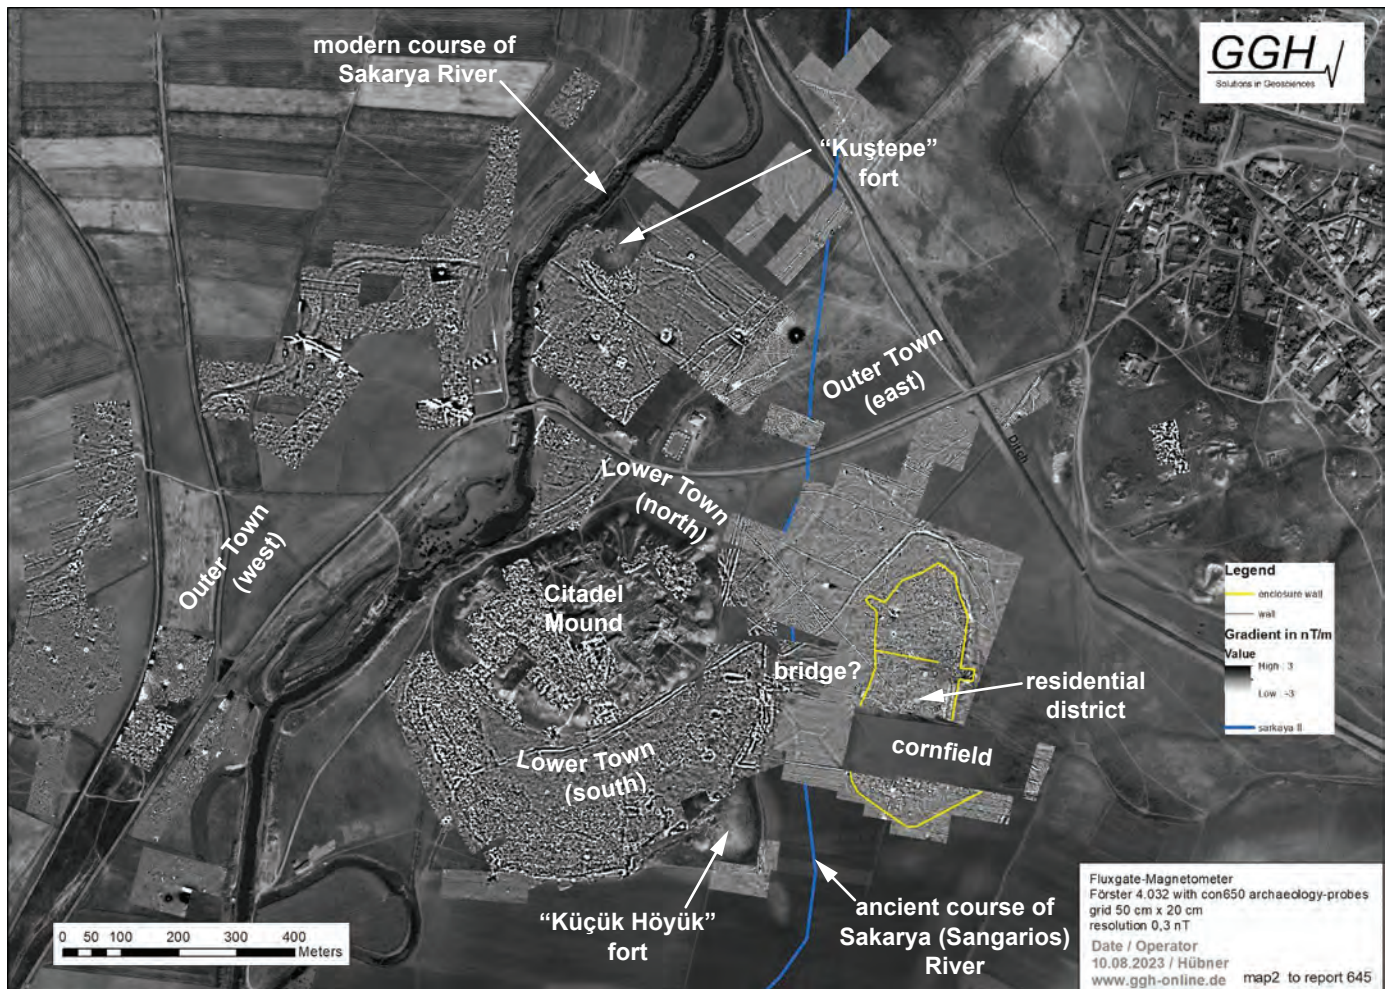 modern course of
Sakarya River
GGH
Solutions in Geosciences
“Kuştepe”
fort
Outer Town
(east)
Ditch
Lower Town
(north)
Outer Town
(west)
Citadel
Mound
bridge?
residential
district
cornfield
Lower Town
(south)
Legend
enclosure wall
wall
Gradient in nT/m
Value
High : 3
Low : -3
sarkaya II
“Küçük Höyük”
fort
ancient course of
Sakarya (Sangarios)
River
0 50 100 200 300 400
Meters
Fluxgate-Magnetometer
Förster 4.032 with con650 archaeology-probes
grid 50 cm x 20 cm
resolution 0,3 nT
Date / Operator
10.08.2023 / Hübner
www.ggh-online.de map2 to report 645